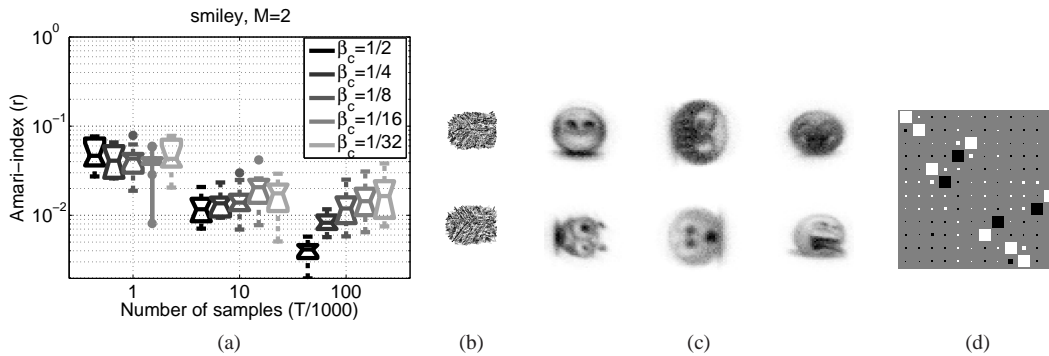 smiley, M=2
10^0
10^-1
10^-2
Amari-index (r)
β_c=1/2
β_c=1/4
β_c=1/8
β_c=1/16
β_c=1/32
1 10 100
Number of samples (T/1000)
(a) (b) (c) (d)